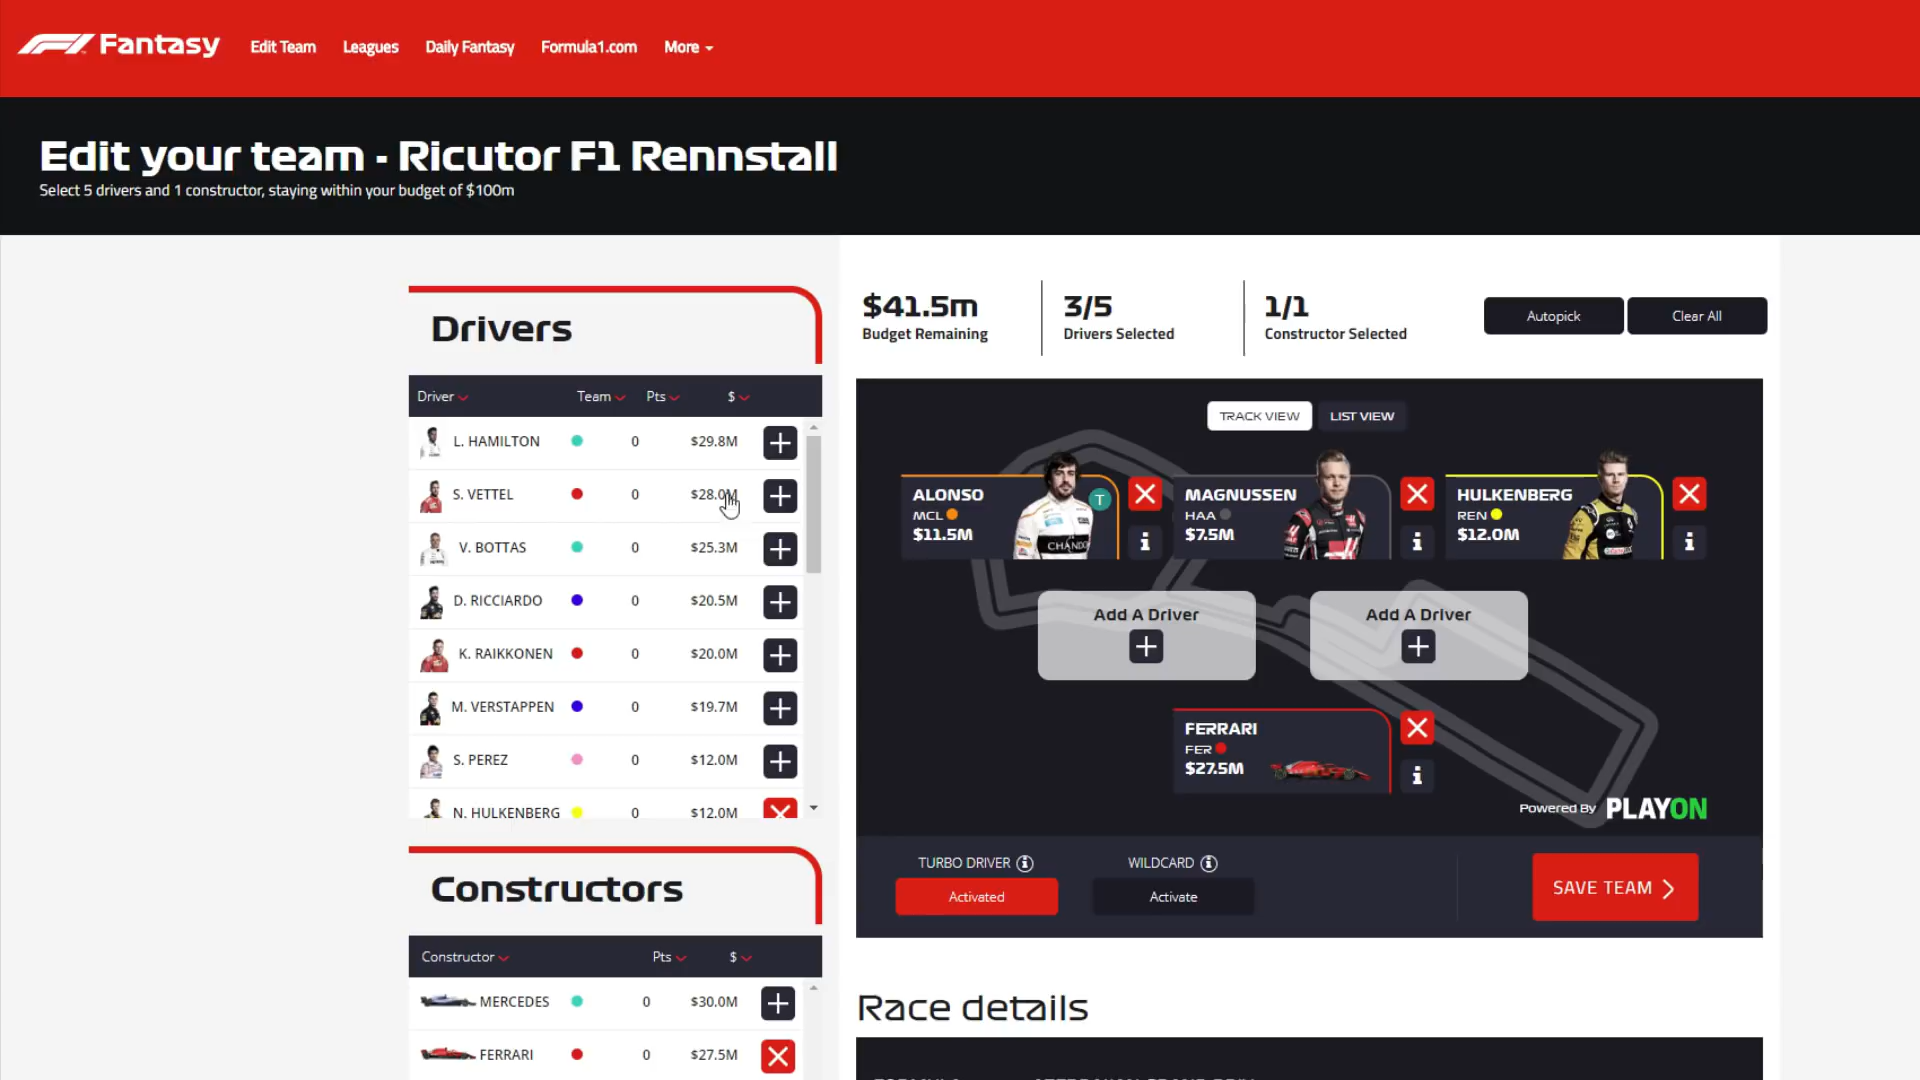 Fantasy
Edit Team
Leagues
Daily Fantasy
Formula1.com
More
Edit your team - Ricutor F1 Rennstall
Select 5 drivers and 1 constructor, staying within your budget of $100m
Drivers
Driver Team Pts $
L. HAMILTON 0 $29.8M
S. VETTEL 0 $28.0M
V. BOTTAS 0 $25.3M
D. RICCIARDO 0 $20.5M
K. RAIKKONEN 0 $20.0M
M. VERSTAPPEN 0 $19.7M
S. PEREZ 0 $12.0M
N. HULKENBERG 0 $12.0M
Constructors
Constructor Pts $
MERCEDES 0 $30.0M
FERRARI 0 $27.5M
$41.5m
Budget Remaining
3/5
Drivers Selected
1/1
Constructor Selected
Autopick
Clear All
TRACK VIEW
LIST VIEW
ALONSO
MCL
$11.5M
T
CHANDO
MAGNUSSEN
HAA
$7.5M
HULKENBERG
REN
$12.0M
Add A Driver
Add A Driver
FERRARI
FER
$27.5M
Powered By PLAYON
TURBO DRIVER
Activated
WILDCARD
Activate
SAVE TEAM
Race details